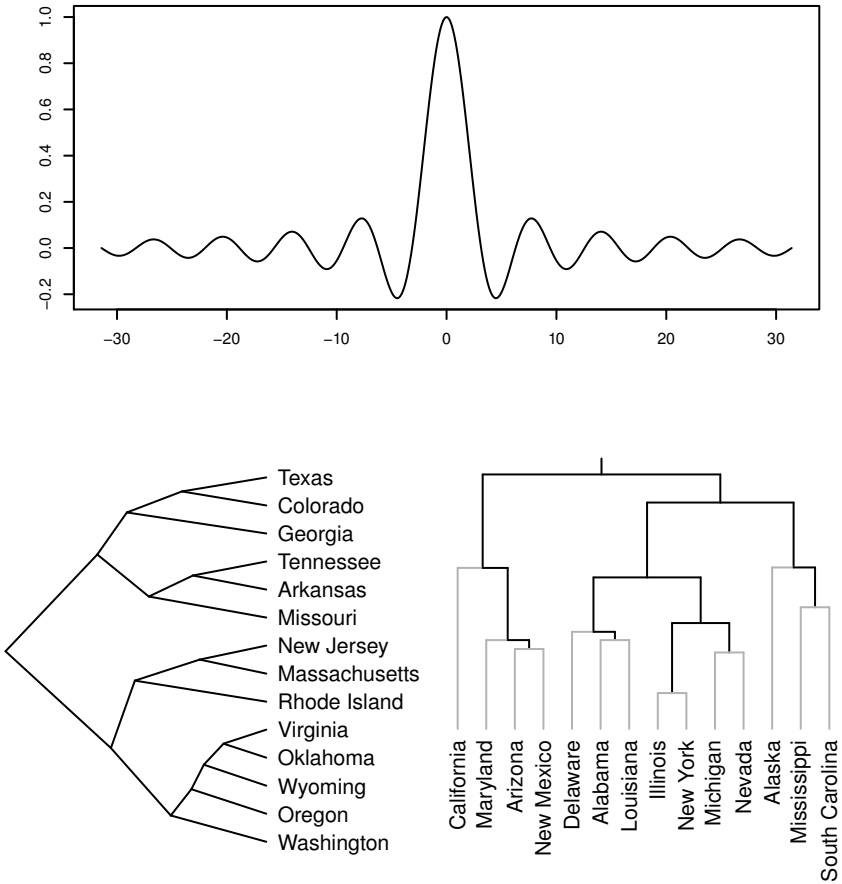 1.0
0.8
0.6
0.4
0.2
0.0
−0.2
−30
−20
−10
0
10
20
30
Texas
Colorado
Georgia
Tennessee
Arkansas
Missouri
New Jersey
Massachusetts
Rhode Island
Virginia
Oklahoma
Wyoming
Oregon
Washington
California
Maryland
Arizona
New Mexico
Delaware
Alabama
Louisiana
Illinois
New York
Michigan
Nevada
Alaska
Mississippi
South Carolina